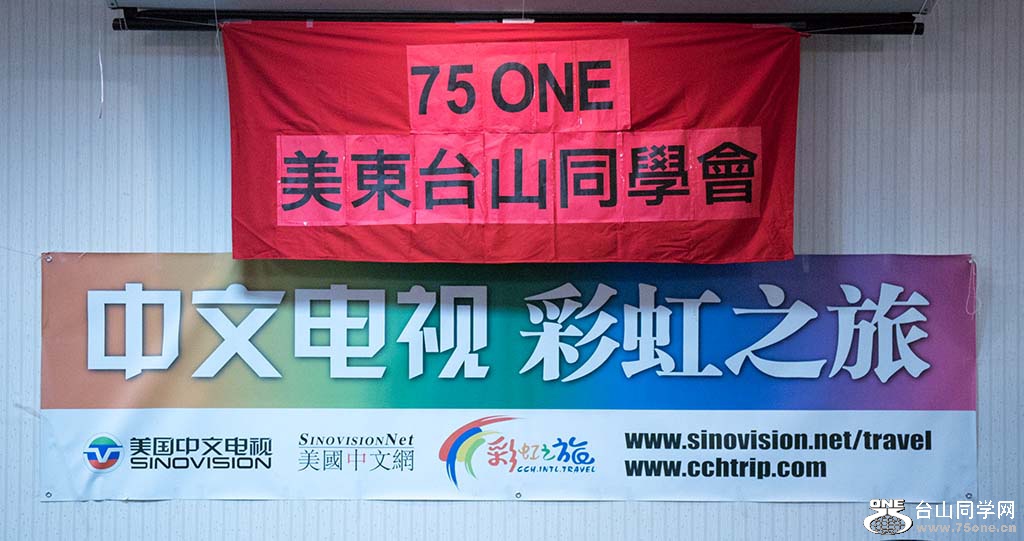 75 ONE
美東台山同學會
中文电视 彩虹之旅
美国中文电视
SINOVISION
SINOVISIONNET
美國中文網
彩虹之旅
CCH.INTL.TRAVEL
www.sinovision.net/travel
www.cchtrip.com
ONE
台山同学网
www.75one.cn